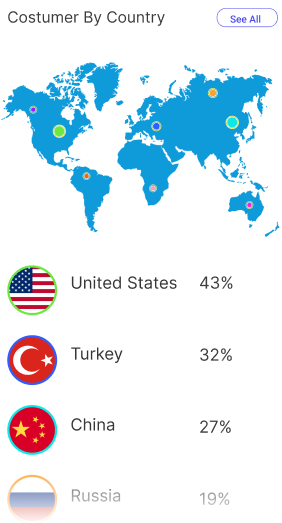 Costumer By Country
See All
United States 43%
Turkey 32%
China 27%
Russia 19%